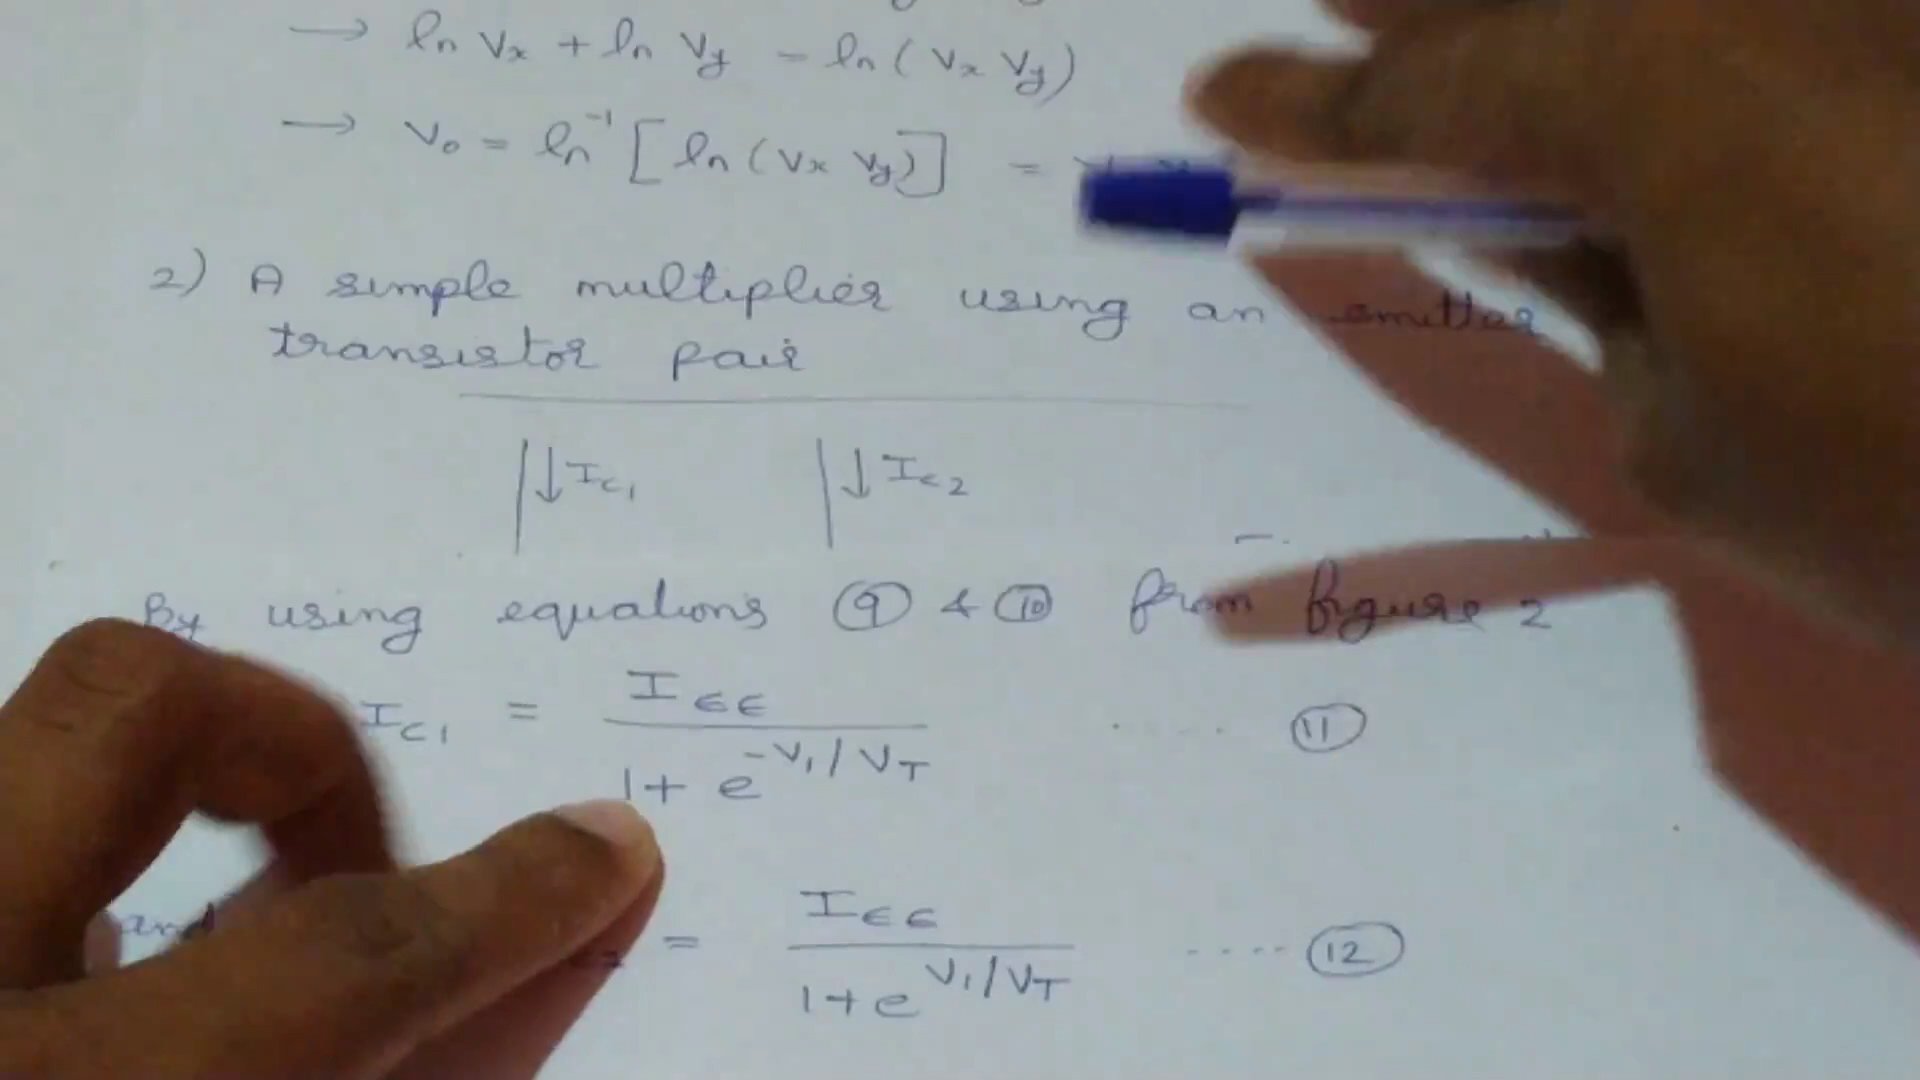 → ln Vx + ln Vy = ln ( Vx Vy )
→ Vo = ln⁻¹ [ ln ( Vx Vy ) ] =
2) A simple multiplier using an emitter
transistor pair
↓ IC1 ↓ IC2
By using equations ⑨ & ⑩ from figure 2
IC1 = IEE / 1 + e^-V1/VT ..... ⑪
and = IEE / 1 + e^V1/VT ..... ⑫